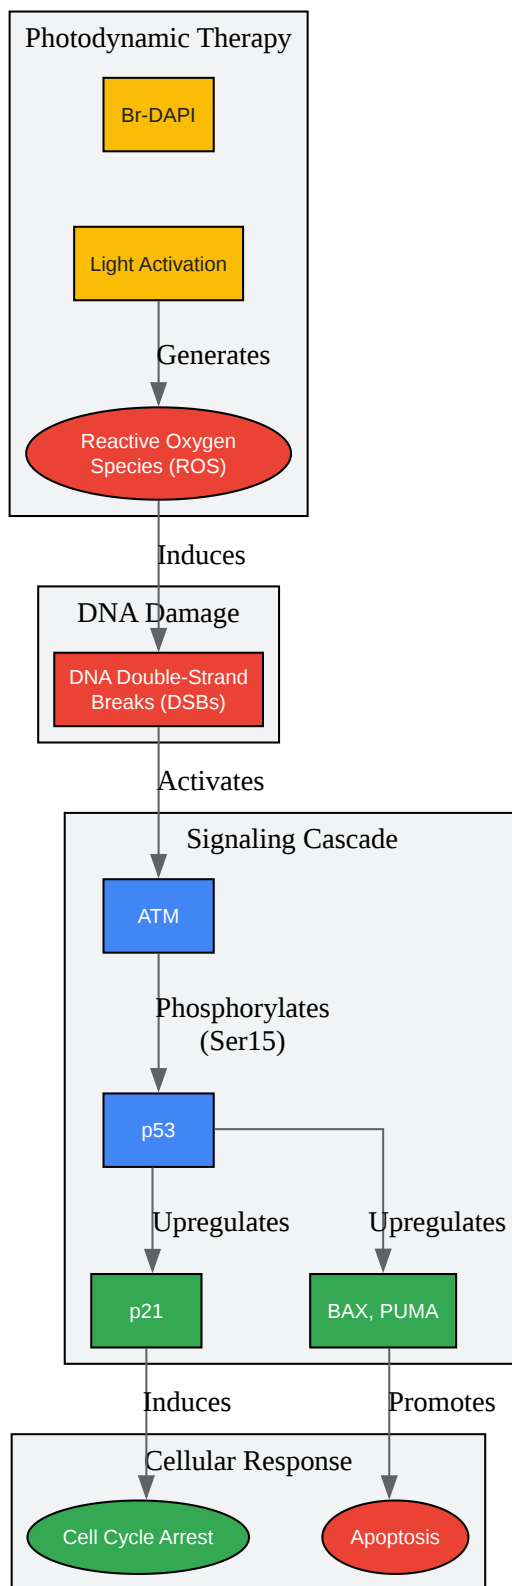 Photodynamic Therapy
Br-DAPI
Light Activation
Generates
Reactive Oxygen
Species (ROS)
Induces
DNA Damage
DNA Double-Strand
Breaks (DSBs)
Activates
Signaling Cascade
ATM
Phosphorylates
(Ser15)
p53
Upregulates
Upregulates
p21
BAX, PUMA
Induces
Promotes
Cellular Response
Cell Cycle Arrest
Apoptosis